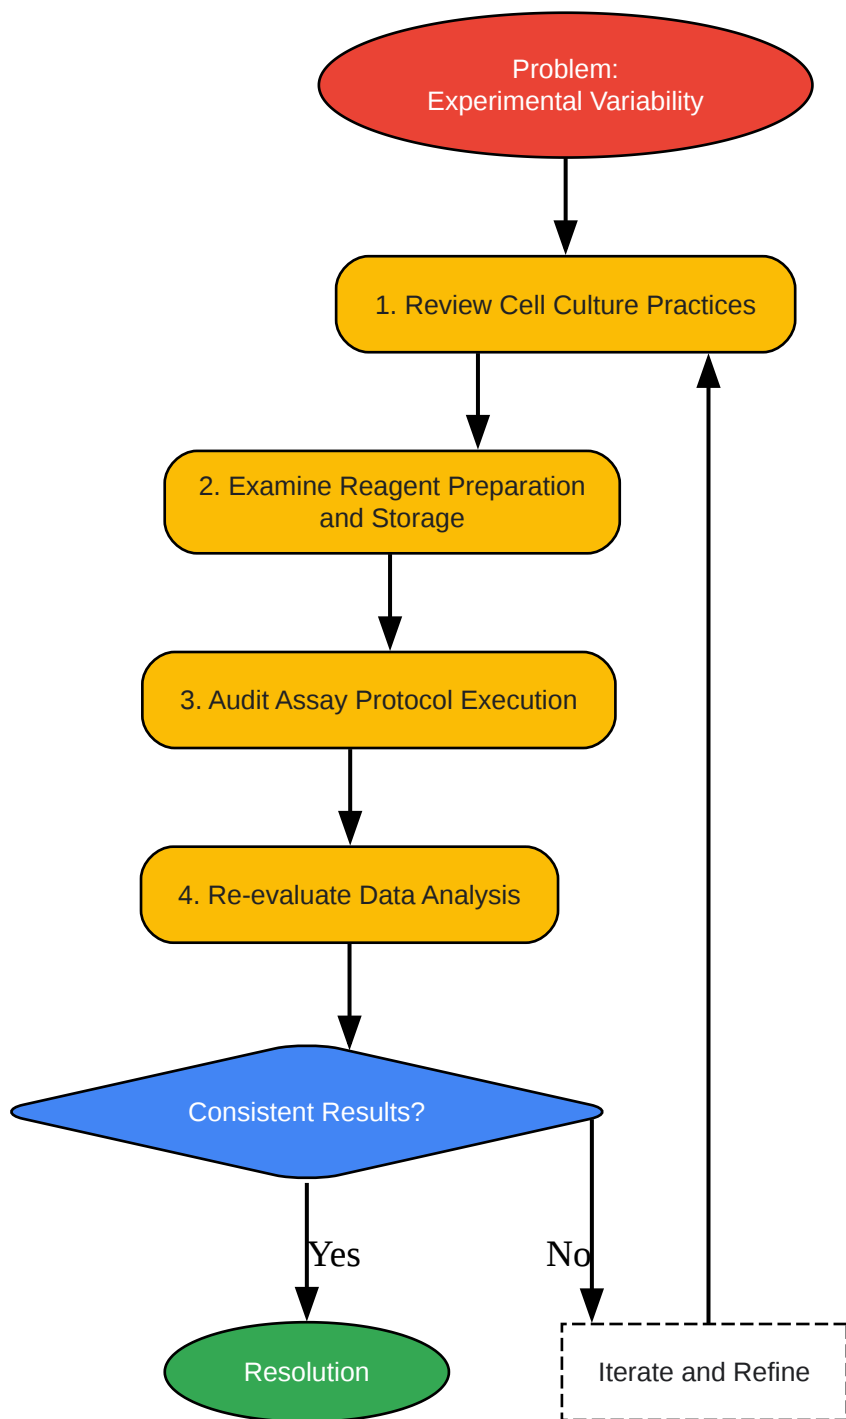 Problem:
Experimental Variability
1. Review Cell Culture Practices
2. Examine Reagent Preparation
and Storage
3. Audit Assay Protocol Execution
4. Re-evaluate Data Analysis
Consistent Results?
Yes
No
Resolution
Iterate and Refine